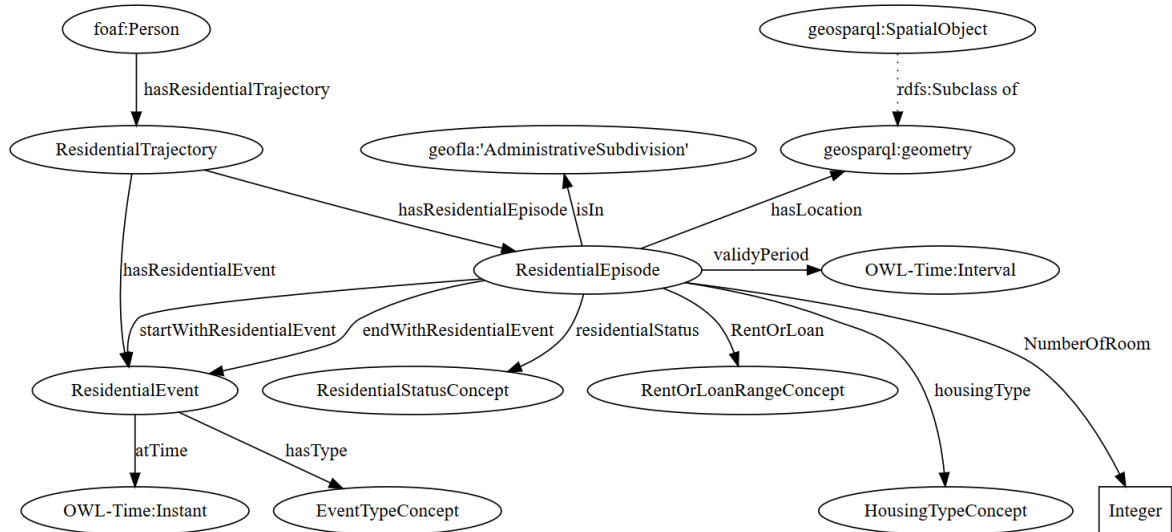 foaf:Person
geosparql:SpatialObject
hasResidentialTrajectory
rdfs:Subclass of
ResidentialTrajectory
geofla:'AdministrativeSubdivision'
geosparql:geometry
hasResidentialEpisode
isIn
hasLocation
validyPeriod
hasResidentialEvent
ResidentialEpisode
OWL-Time:Interval
startWithResidentialEvent
endWithResidentialEvent
residentialStatus
RentOrLoan
NumberOfRoom
ResidentialEvent
ResidentialStatusConcept
RentOrLoanRangeConcept
housingType
atTime
hasType
OWL-Time:Instant
EventTypeConcept
HousingTypeConcept
Integer